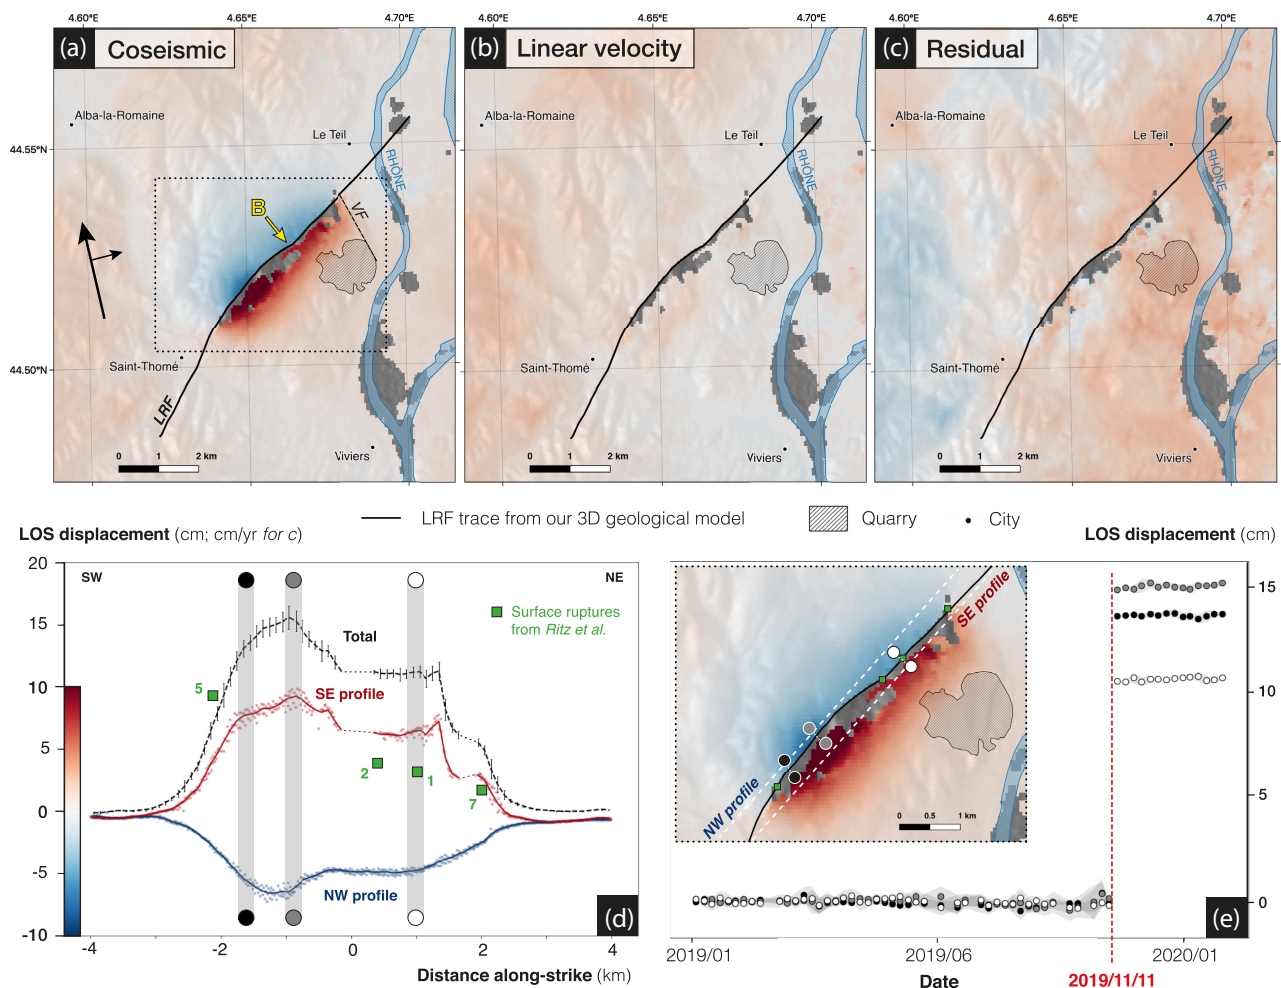 4.60°E 4.65°E 4.70°E 4.60°E 4.65°E 4.70°E 4.60°E 4.65°E 4.70°E
(a) Coseismic
(b) Linear velocity
(c) Residual
Alba-la-Romaine
Le Teil
44.55°N
RHÔNE
B
VF
Saint-Thomé
44.50°N
LRF
Viviers
0 1 2 km
Alba-la-Romaine
Le Teil
RHÔNE
Saint-Thomé
Viviers
0 1 2 km
Alba-la-Romaine
Le Teil
RHÔNE
Saint-Thomé
Viviers
0 1 2 km
LRF trace from our 3D geological model
Quarry
City
LOS displacement (cm; cm/yr for c)
20
15
10
5
0
-5
-10
SW
NE
Surface ruptures
from Ritz et al.
Total
5
SE profile
2
1
7
NW profile
(d)
-4 -2 0 2 4
Distance along-strike (km)
LOS displacement (cm)
SE profile
NW profile
0 0.5 1 km
15
10
5
0
(e)
2019/01 2019/06 2020/01
Date
2019/11/11